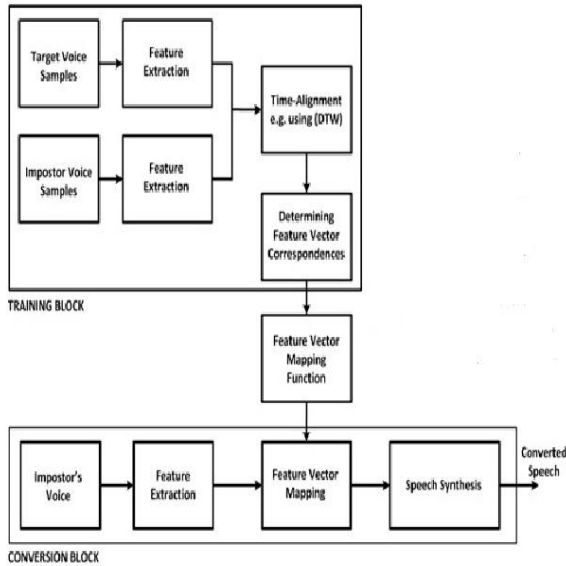 Target Voice
Samples
Feature
Extraction
Time-Alignment
e.g. using (DTW)
Impostor Voice
Samples
Feature
Extraction
Determining
Feature Vector
Correspondences
TRAINING BLOCK
Feature Vector
Mapping
Function
Impostor's
Voice
Feature
Extraction
Feature Vector
Mapping
Speech Synthesis
Converted
Speech
CONVERSION BLOCK